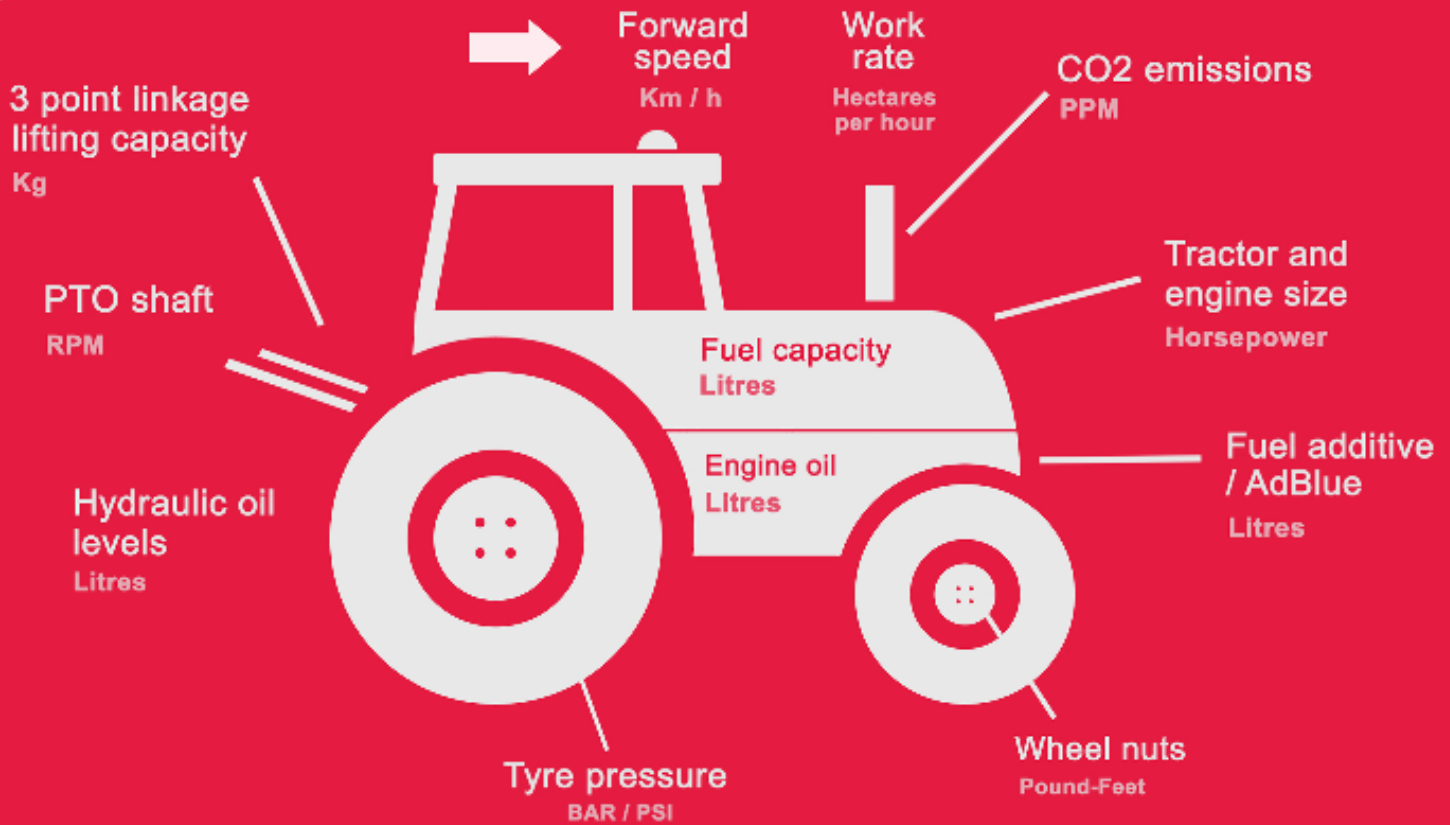 Forward
speed
Km / h
Work
rate
Hectares
per hour
CO2 emissions
PPM
3 point linkage
lifting capacity
Kg
Tractor and
engine size
Horsepower
PTO shaft
RPM
Fuel capacity
Litres
Fuel additive
/ AdBlue
Litres
Engine oil
Litres
Hydraulic oil
levels
Litres
Wheel nuts
Pound-Feet
Tyre pressure
BAR / PSI